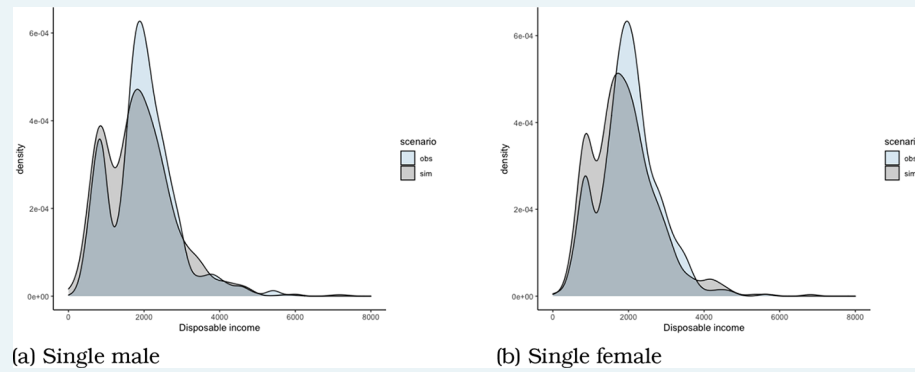 6e-04
4e-04
2e-04
0e+00
density
0 2000 4000 6000 8000
Disposable income
scenario
obs
sim
(a) Single male
6e-04
4e-04
2e-04
0e+00
density
0 2000 4000 6000 8000
Disposable income
scenario
obs
sim
(b) Single female